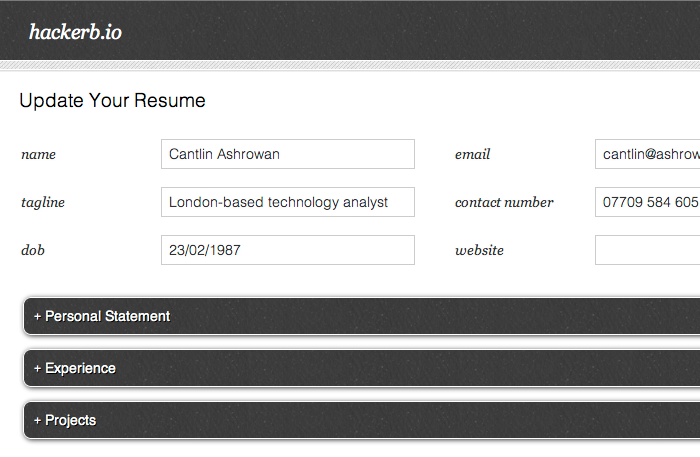 hackerb.io
Update Your Resume
name Cantlin Ashrowan email cantlin@ashrow
tagline London-based technology analyst contact number 07709 584 605
dob 23/02/1987 website
+ Personal Statement
+ Experience
+ Projects